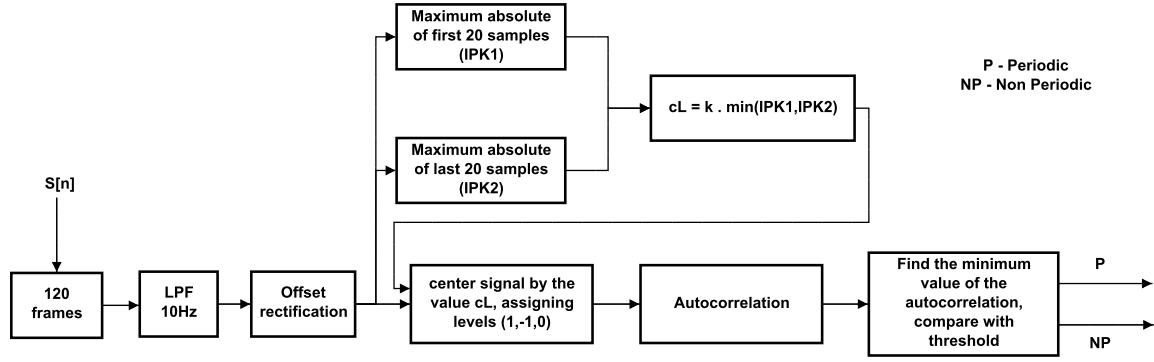 Maximum absolute
of first 20 samples
(IPK1)
P - Periodic
NP - Non Periodic
cL = k . min(IPK1,IPK2)
Maximum absolute
of last 20 samples
(IPK2)
S[n]
120
frames
LPF
10Hz
Offset
rectification
center signal by the
value cL, assigning
levels (1,-1,0)
Autocorrelation
Find the minimum
value of the
autocorrelation,
compare with
threshold
P
NP